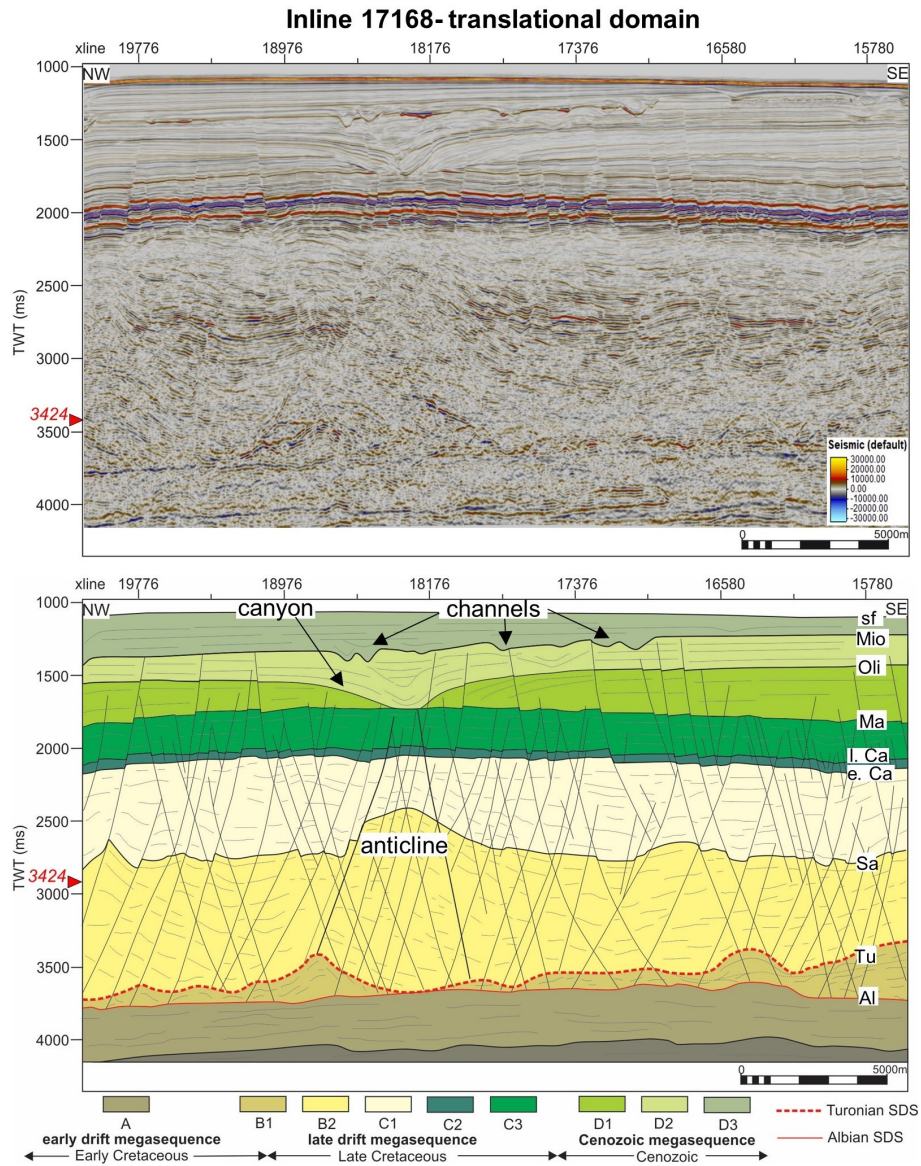 Inline 17168- translational domain
xline 19776 18976 18176 17376 16580 15780
1000
NW
SE
1500
2000
2500
TWT (ms)
3000
3424
3500
4000
Seismic (default)
30000.00
20000.00
10000.00
0.00
-10000.00
-20000.00
-30000.00
0 5000m
xline 19776 18976 18176 17376 16580 15780
1000
NW
canyon
channels
SE
sf
Mio
1500
Oli
Ma
2000
l. Ca
e. Ca
2500
TWT (ms)
anticline
Sa
3424
3000
3500
Tu
Al
4000
0 5000m
A B1 B2 C1 C2 C3 D1 D2 D3
Turonian SDS
early drift megasequence late drift megasequence Cenozoic megasequence
Albian SDS
Early Cretaceous Late Cretaceous Cenozoic